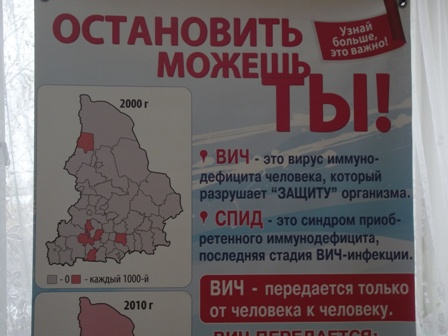 ОСТАНОВИТЬ
МОЖЕШЬ
ТЫ!
Узнай
больше,
это важно!
2000 г
- 0 - каждый 1000-й
2010 г
ВИЧ - это вирус иммуно-
дефицита человека, который
разрушает "ЗАЩИТУ" организма.
СПИД - это синдром приоб-
ретенного иммунодефицита,
последняя стадия ВИЧ-инфекции.
ВИЧ - передается только
от человека к человеку.
ВИЧ ПЕРЕДАЕТСЯ: